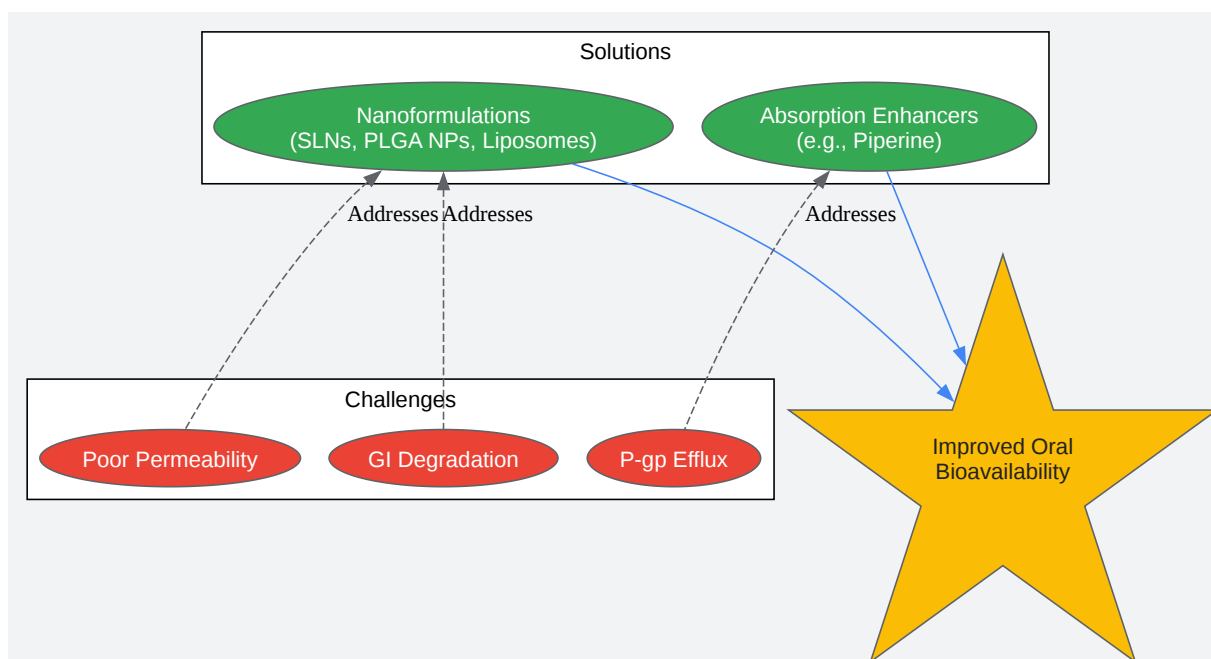 Solutions
Nanoformulations
(SLNs, PLGA NPs, Liposomes)
Absorption Enhancers
(e.g., Piperine)
Addresses
Addresses
Addresses
Challenges
Poor Permeability
GI Degradation
P-gp Efflux
Improved Oral
Bioavailability